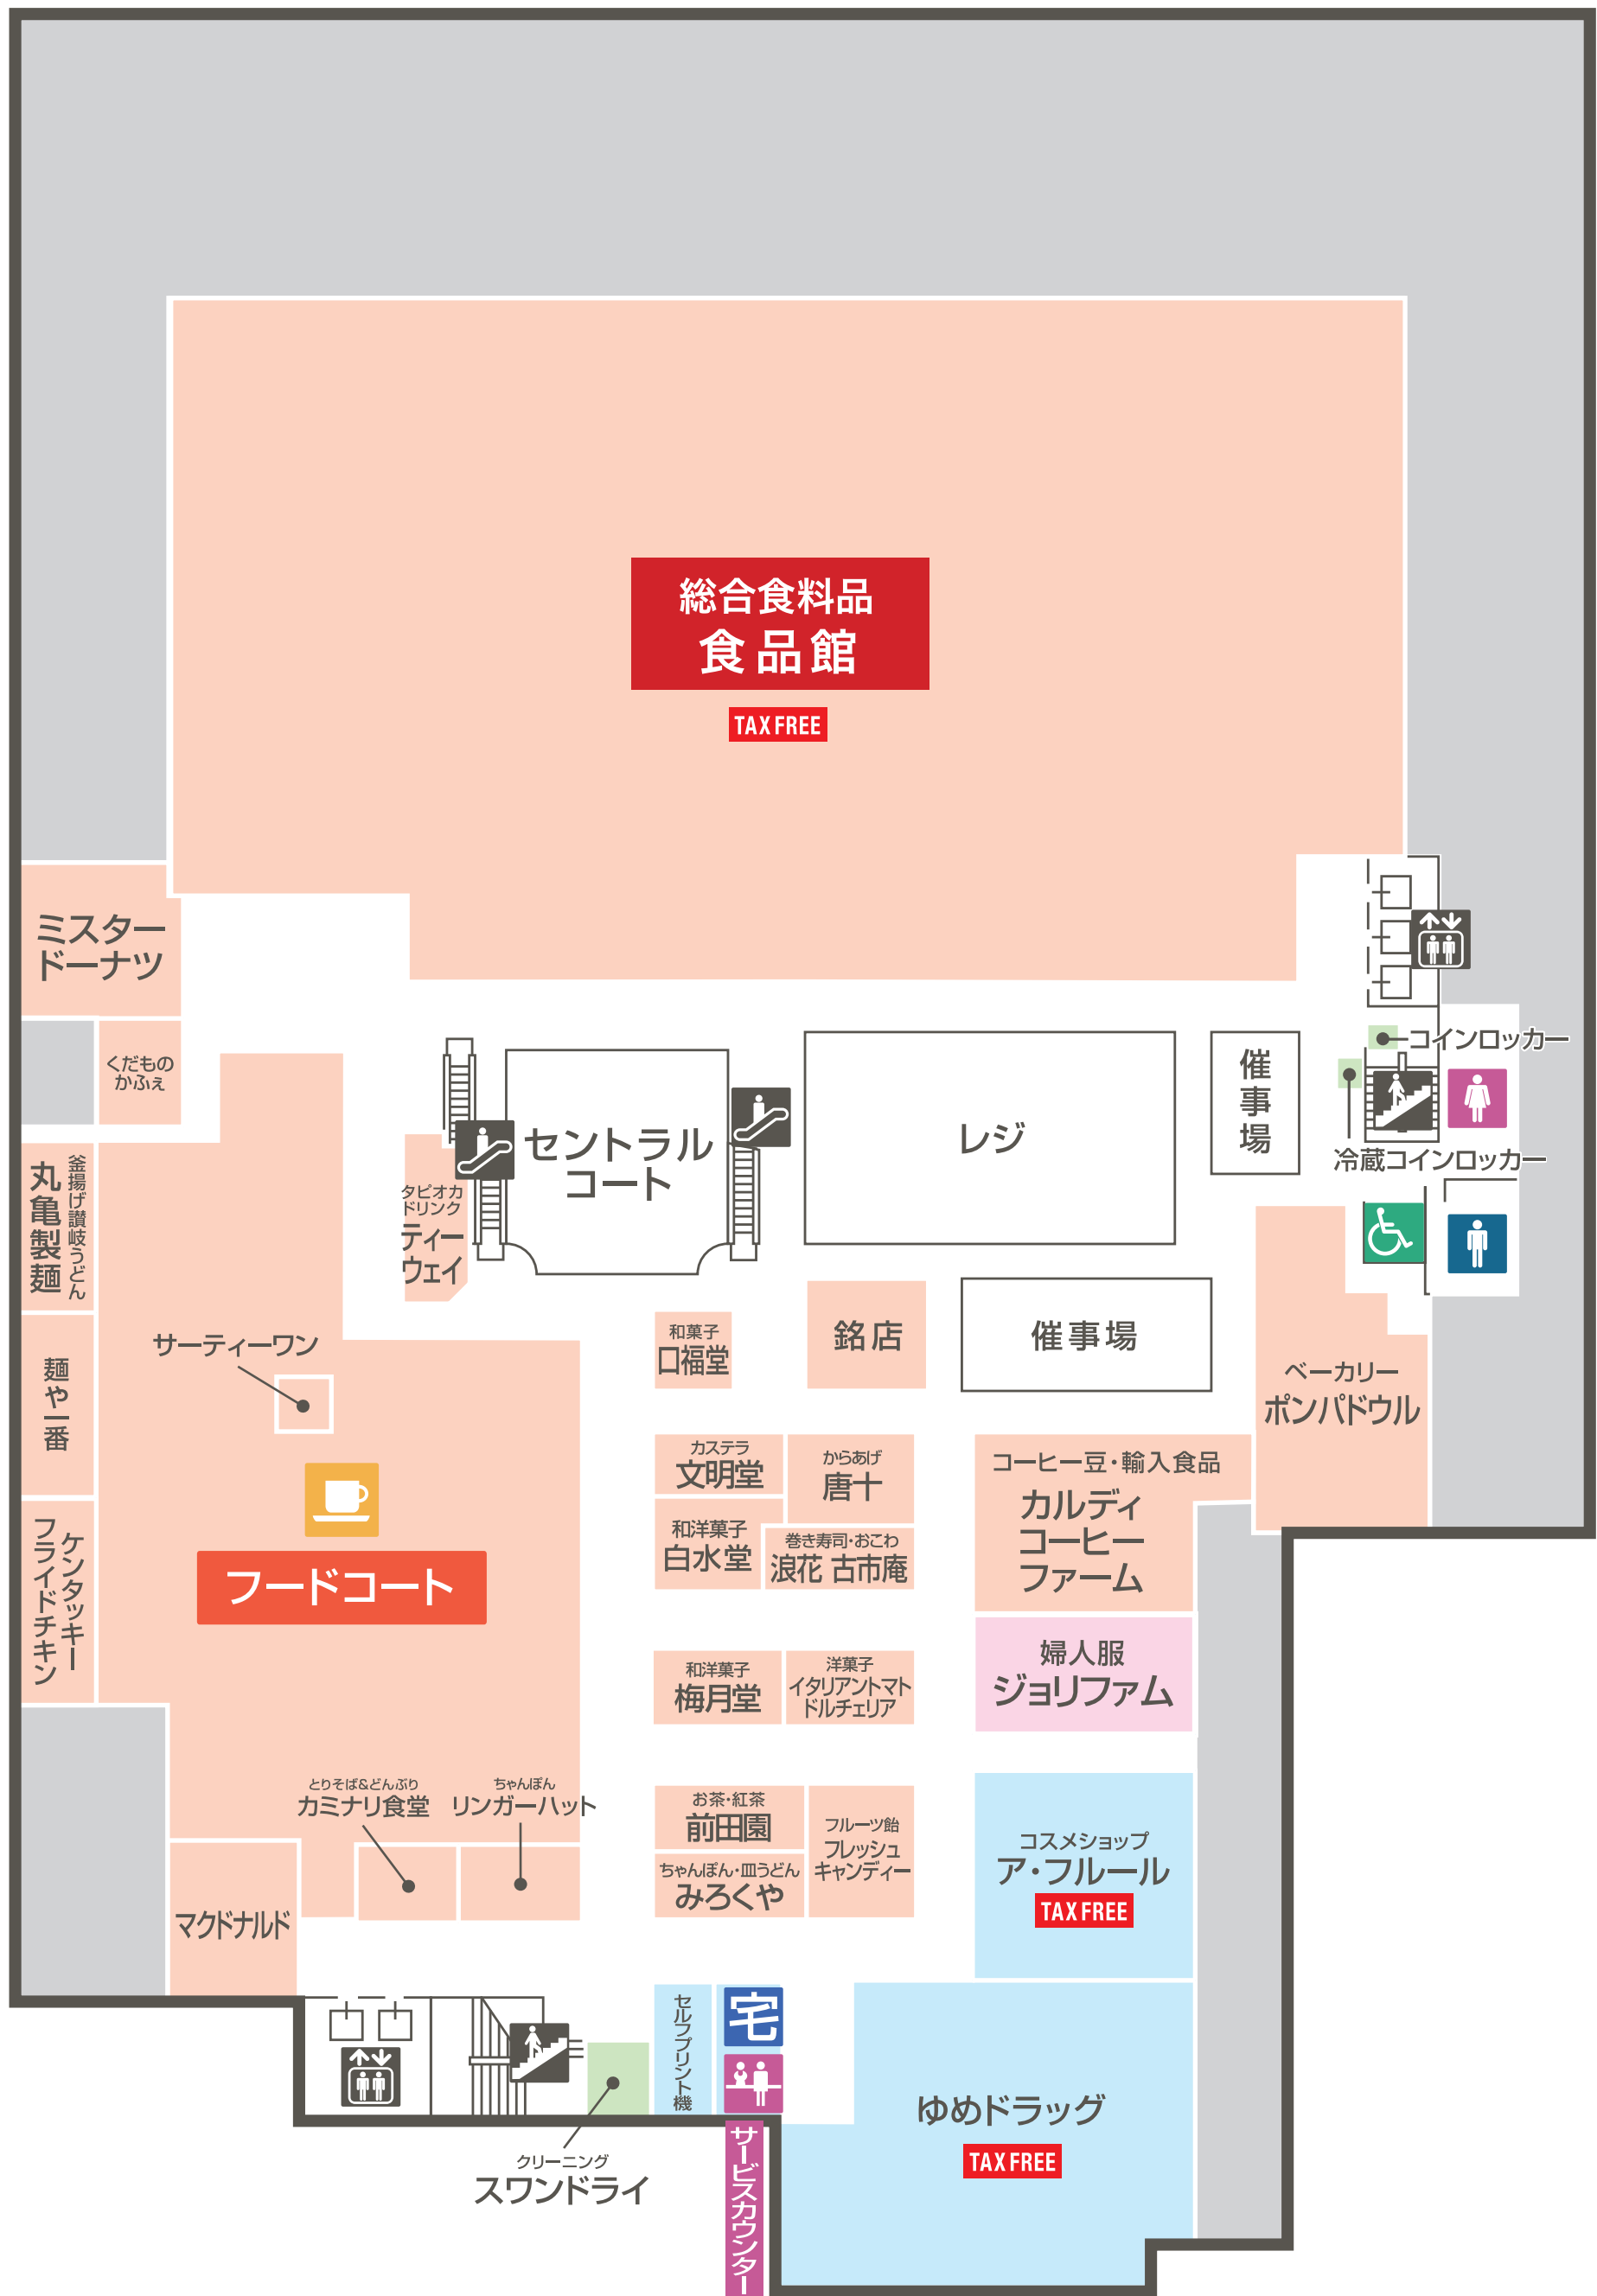 総合食料品
食品館
TAX FREE
ミスター
ドーナツ
くだもの
かふぇ
コインロッカー
冷蔵コインロッカー
セントラル
コート
レジ
催事場
釜揚げ讃岐うどん
丸亀製麺
タピオカ
ドリンク
ティー
ウェイ
サーティーワン
麺や一番
和菓子
口福堂
銘店
催事場
ベーカリー
ポンパドウル
カステラ
文明堂
からあげ
唐十
コーヒー豆・輸入食品
カルディ
コーヒー
ファーム
和洋菓子
白水堂
巻き寿司・おこわ
浪花 古市庵
フードコート
ケンタッキー
フライドチキン
婦人服
ジョリファム
和洋菓子
梅月堂
洋菓子
イタリアントマト
ドルチェリア
とりそば&どんぶり
カミナリ食堂
ちゃんぽん
リンガーハット
お茶・紅茶
前田園
フルーツ飴
フレッシュ
キャンディー
ちゃんぽん・皿うどん
みろくや
コスメショップ
ア・フルール
TAX FREE
マクドナルド
セルフプリント機
宅
ゆめドラッグ
TAX FREE
クリーニング
スワンドライ
サービスカウンター